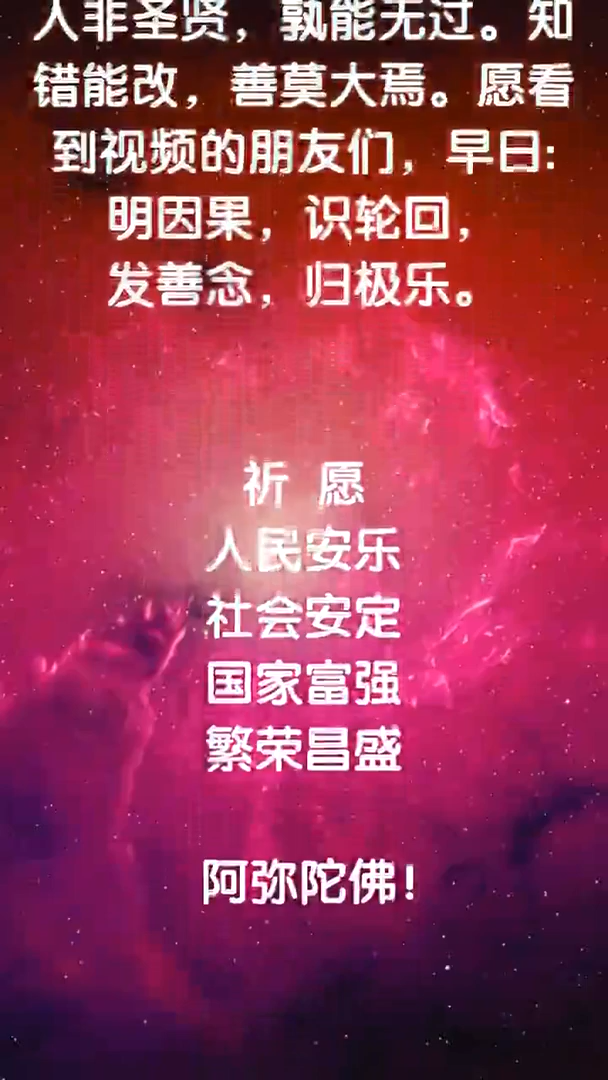 人非圣贤，孰能无过。知
错能改，善莫大焉。愿看
到视频的朋友们，早日:
明因果，识轮回，
发善念，归极乐。
祈 愿
人民安乐
社会安定
国家富强
繁荣昌盛
阿弥陀佛!